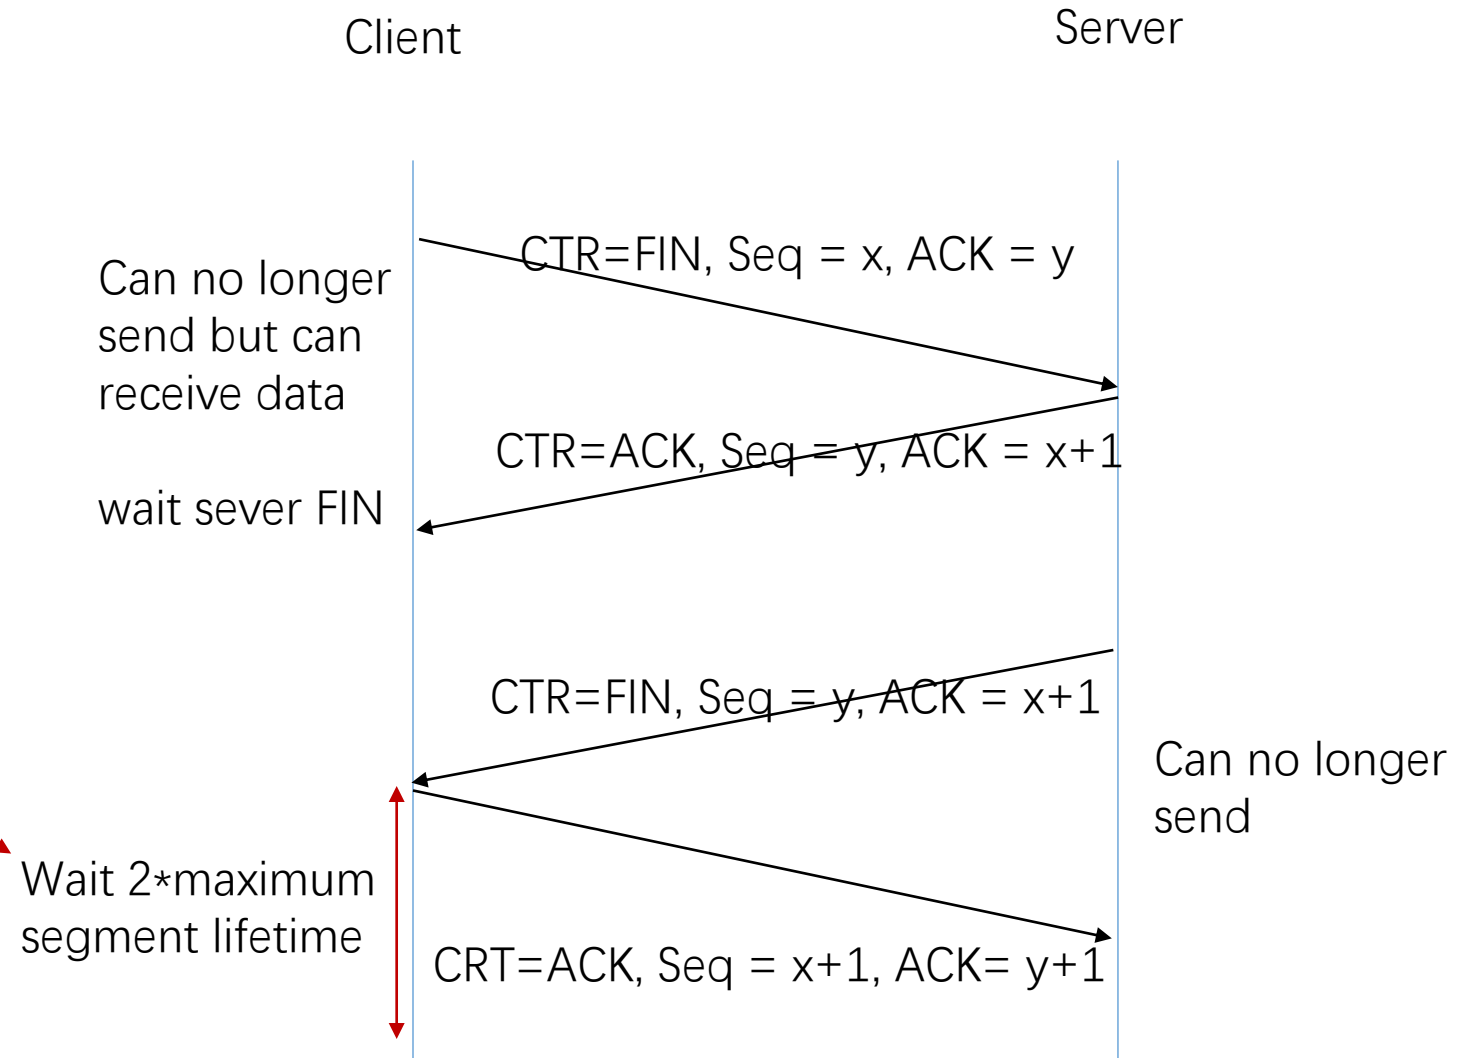 Client
Server
CTR=FIN, Seq = x, ACK = y
Can no longer
send but can
receive data
CTR=ACK, Seq = y, ACK = x+1
wait sever FIN
CTR=FIN, Seq = y, ACK = x+1
Can no longer
send
Wait 2*maximum
segment lifetime
CRT=ACK, Seq = x+1, ACK= y+1